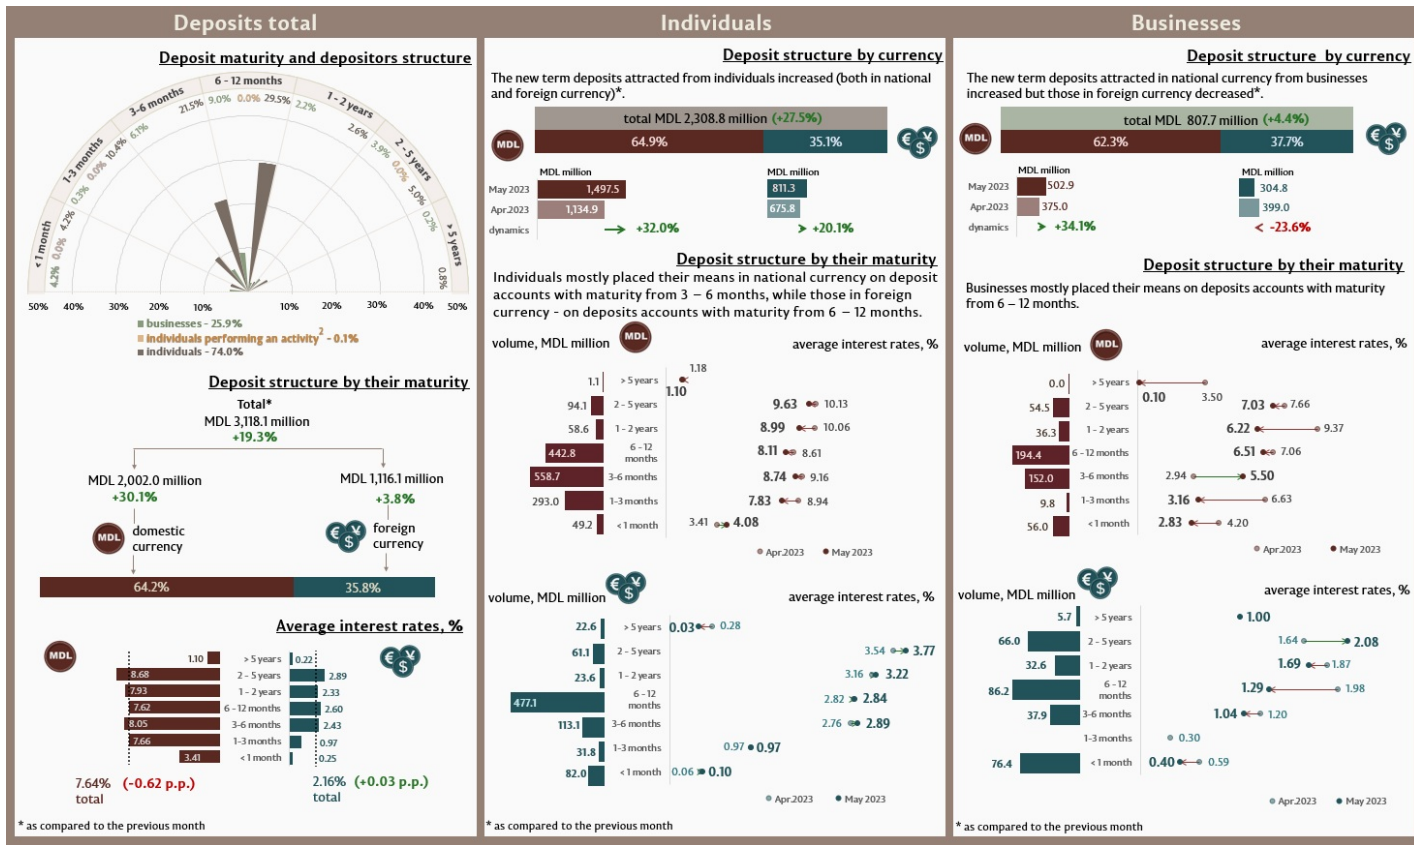 Deposits total
Deposit maturity and depositors structure
6 - 12 months
3-6 months
1 - 2 years
1-3 months
2 - 5 years
< 1 month
> 5 years
4.2%
0.0%
4.2%
0.3%
0.0%
10.4%
6.1%
21.5%
9.0%
0.0%
29.5%
2.2%
2.6%
3.9%
0.0%
5.0%
0.2%
0.8%
50% 40% 30% 20% 10% 10% 20% 30% 40% 50%
businesses - 25.9%
individuals performing an activity2 - 0.1%
individuals - 74.0%
Deposit structure by their maturity
Total*
MDL 3,118.1 million
+19.3%
MDL 2,002.0 million
+30.1%
MDL 1,116.1 million
+3.8%
MDL
domestic
currency
€ ¥ $
foreign
currency
64.2% 35.8%
Average interest rates, %
MDL
€ ¥ $
1.10 > 5 years 0.22
8.68 2 - 5 years 2.89
7.93 1 - 2 years 2.33
7.62 6 - 12 months 2.60
8.05 3-6 months 2.43
7.66 1-3 months 0.97
3.41 < 1 month 0.25
7.64% (-0.62 p.p.)
total
2.16% (+0.03 p.p.)
total
* as compared to the previous month
Individuals
Deposit structure by currency
The new term deposits attracted from individuals increased (both in national
and foreign currency)*.
total MDL 2,308.8 million (+27.5%)
MDL 64.9% 35.1% € ¥ $
MDL million MDL million
May 2023 1,497.5 811.3
Apr.2023 1,134.9 675.8
dynamics +32.0% +20.1%
Deposit structure by their maturity
Individuals mostly placed their means in national currency on deposit
accounts with maturity from 3 – 6 months, while those in foreign
currency - on deposits accounts with maturity from 6 – 12 months.
volume, MDL million MDL average interest rates, %
1.1 > 5 years 1.10 1.18
94.1 2 - 5 years 9.63 10.13
58.6 1 - 2 years 8.99 10.06
442.8 6 - 12
months 8.11 8.61
558.7 3-6 months 8.74 9.16
293.0 1-3 months 7.83 8.94
49.2 < 1 month 3.41 4.08
Apr.2023 May 2023
volume, MDL million € ¥ $ average interest rates, %
22.6 > 5 years 0.03 0.28
61.1 2 - 5 years 3.54 3.77
23.6 1 - 2 years 3.16 3.22
477.1 6 - 12
months 2.82 2.84
113.1 3-6 months 2.76 2.89
31.8 1-3 months 0.97 0.97
82.0 < 1 month 0.06 0.10
Apr.2023 May 2023
* as compared to the previous month
Businesses
Deposit structure by currency
The new term deposits attracted in national currency from businesses
increased but those in foreign currency decreased*.
total MDL 807.7 million (+4.4%)
MDL 62.3% 37.7% € ¥ $
MDL million MDL million
May 2023 502.9 304.8
Apr.2023 375.0 399.0
dynamics +34.1% -23.6%
Deposit structure by their maturity
Businesses mostly placed their means on deposits accounts with maturity
from 6 – 12 months.
volume, MDL million MDL average interest rates, %
0.0 > 5 years 0.10 3.50
54.5 2 - 5 years 7.03 7.66
36.3 1 - 2 years 6.22 9.37
194.4 6 - 12 months 6.51 7.06
152.0 3-6 months 2.94 5.50
9.8 1-3 months 3.16 6.63
56.0 < 1 month 2.83 4.20
Apr.2023 May 2023
volume, MDL million € ¥ $ average interest rates, %
5.7 > 5 years 1.00
66.0 2 - 5 years 1.64 2.08
32.6 1 - 2 years 1.69 1.87
86.2 6 - 12
months 1.29 1.98
37.9 3-6 months 1.04 1.20
1-3 months 0.30
76.4 < 1 month 0.40 0.59
Apr.2023 May 2023
* as compared to the previous month